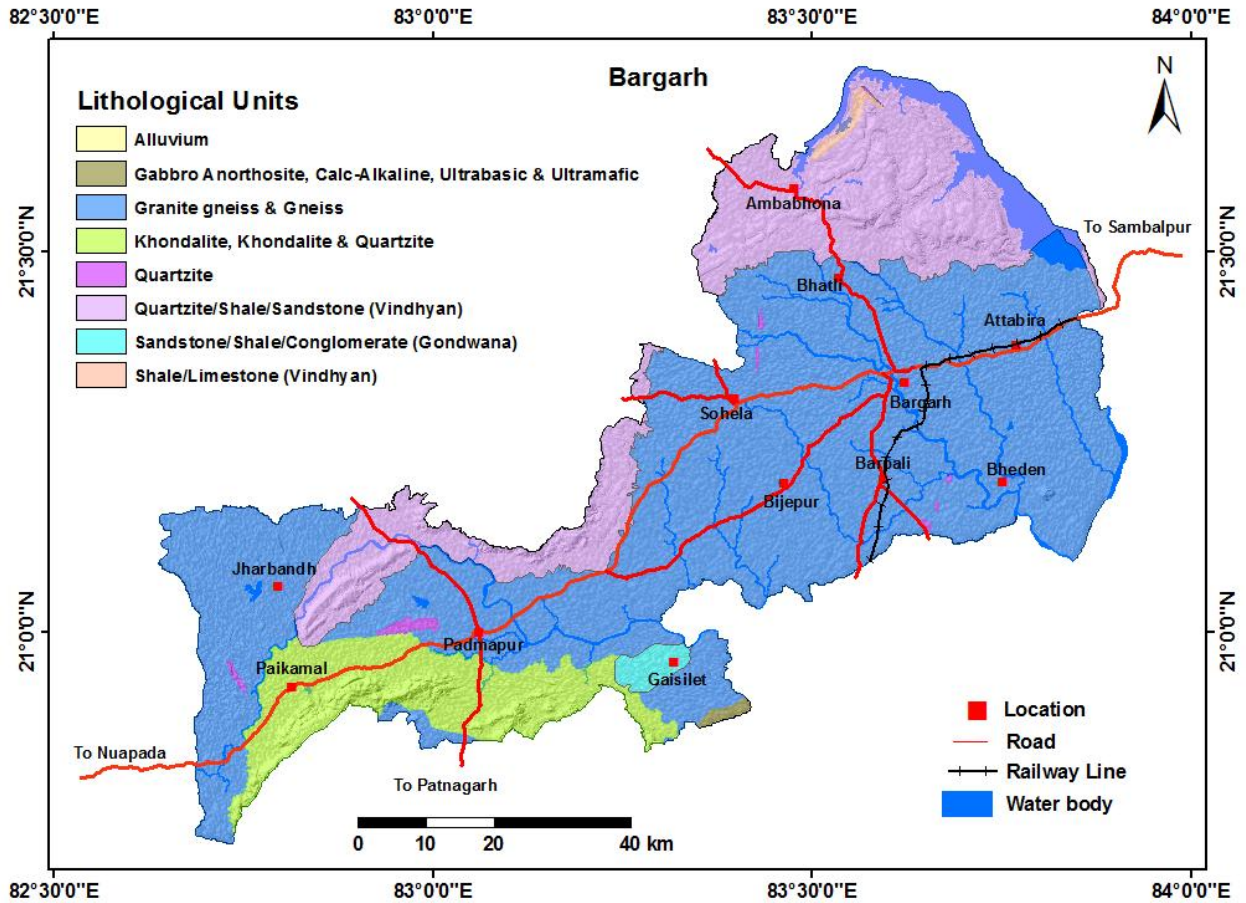 82°30'0"E 83°0'0"E 83°30'0"E 84°0'0"E
Bargarh
N
Lithological Units
Alluvium
Gabbro Anorthosite, Calc-Alkaline, Ultrabasic & Ultramafic
Granite gneiss & Gneiss
Khondalite, Khondalite & Quartzite
Quartzite
Quartzite/Shale/Sandstone (Vindhyan)
Sandstone/Shale/Conglomerate (Gondwana)
Shale/Limestone (Vindhyan)
Ambabhona
To Sambalpur
21°30'0"N 21°30'0"N
Bhatli
Attabira
Bargarh
Sohela
Barpali
Bheden
Bijepur
Jharbandh
21°0'0"N 21°0'0"N
Padmapur
Paikamal
Gaisilet
To Nuapada
To Patnagarh
Location
Road
Railway Line
Water body
0 10 20 40 km
82°30'0"E 83°0'0"E 83°30'0"E 84°0'0"E